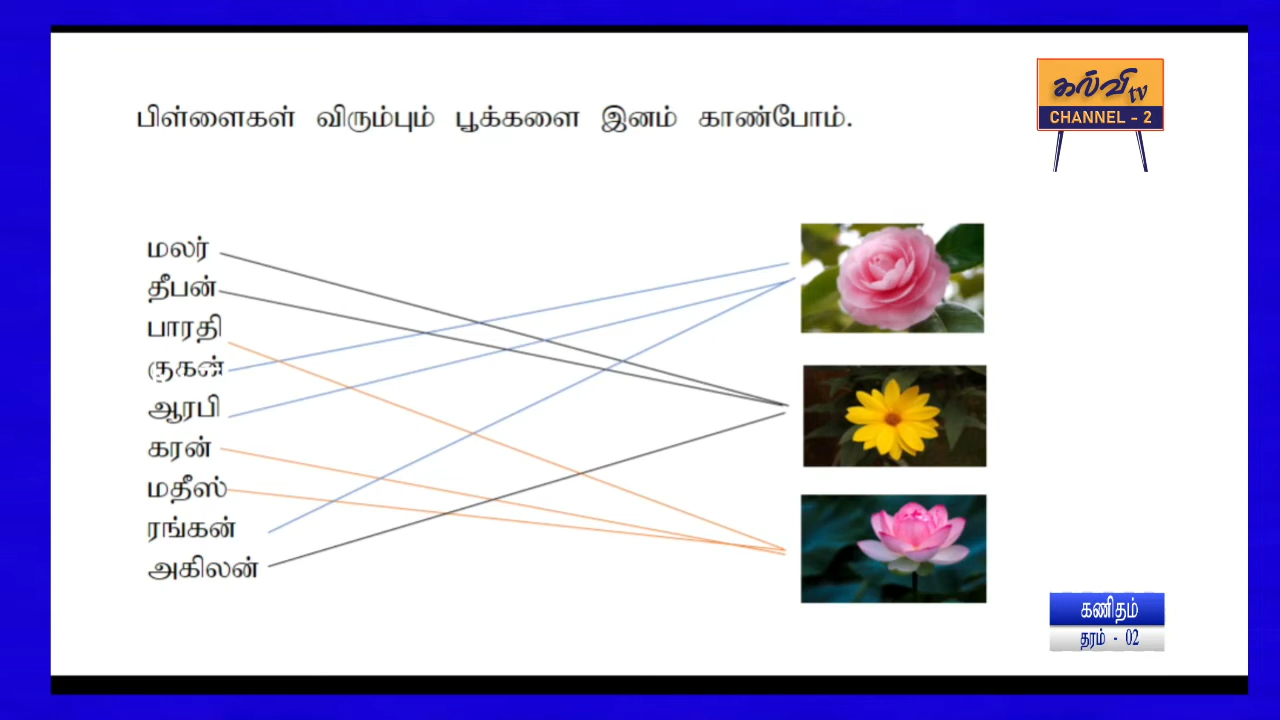 பிள்ளைகள் விரும்பும் பூக்களை இனம் காண்போம்.
கல்வி tv
CHANNEL - 2
மலர்
தீபன்
பாரதி
குகன்
ஆரபி
கரன்
மதீஸ்
ரங்கன்
அகிலன்
கணிதம்
தரம் - 02